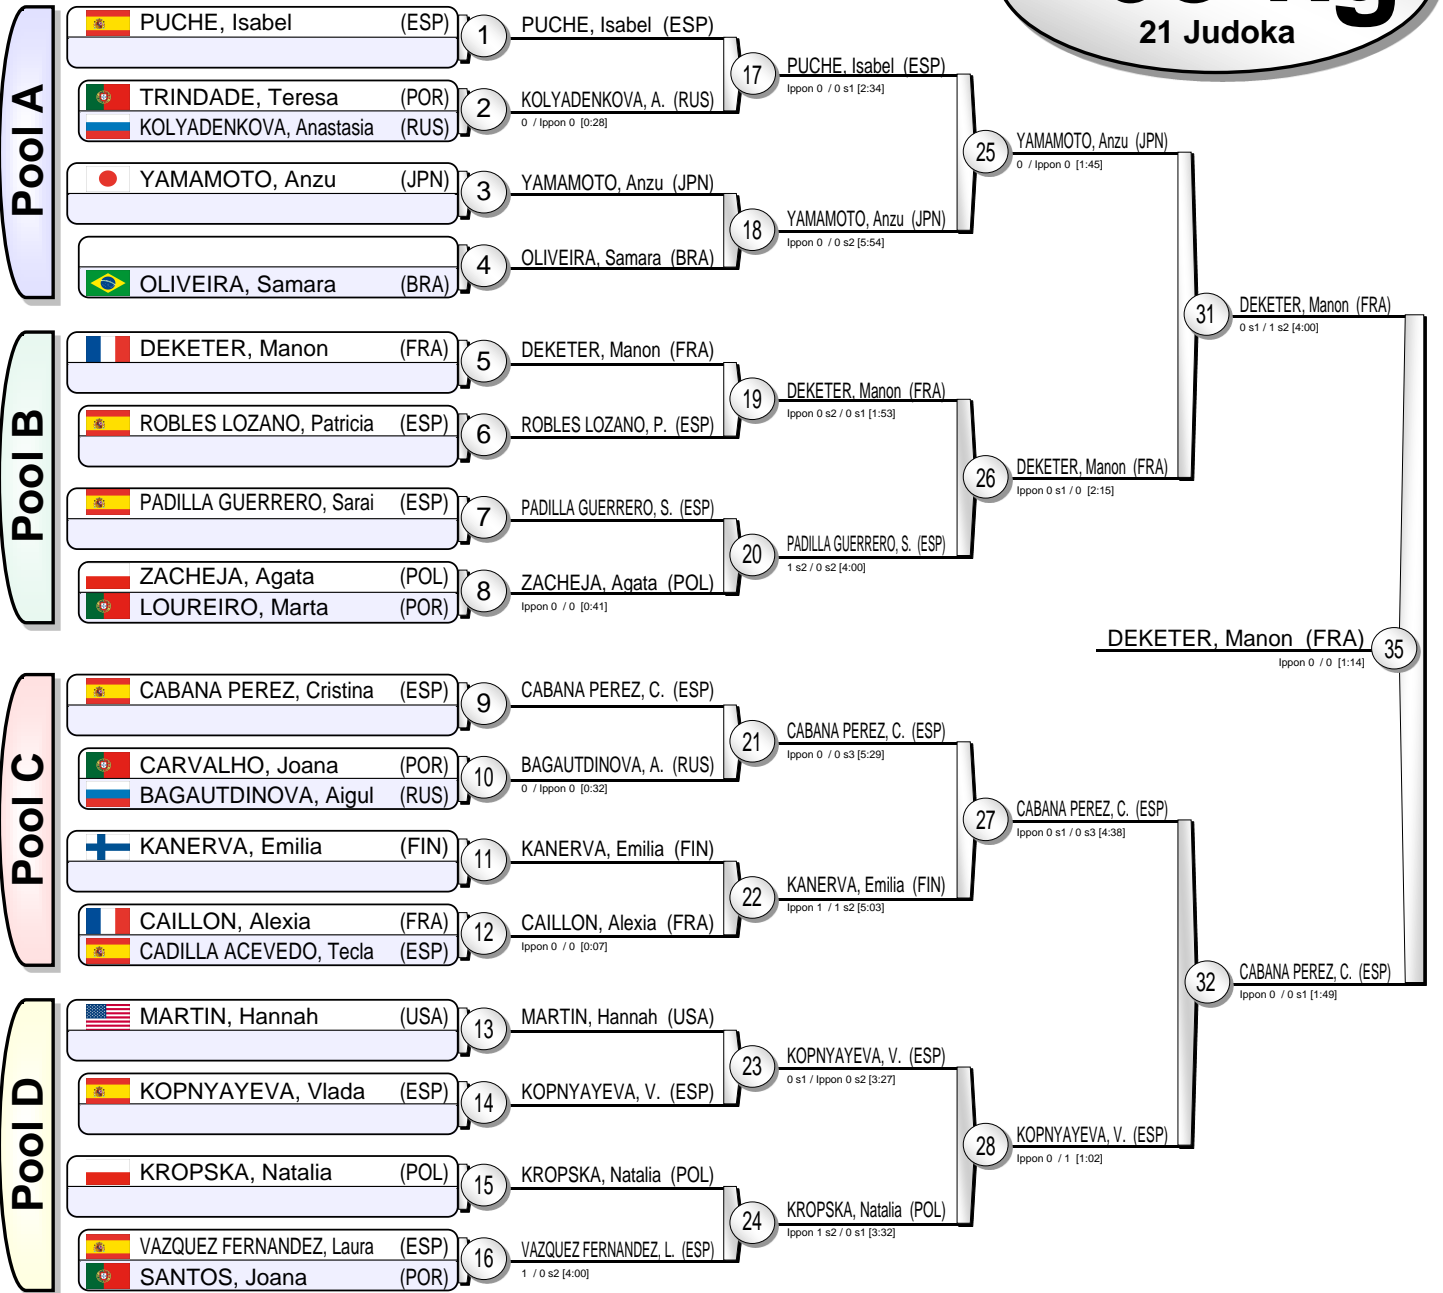 21 Judoka
Pool A
PUCHE, Isabel (ESP)
1
TRINDADE, Teresa (POR)
KOLYADENKOVA, Anastasia (RUS)
2
YAMAMOTO, Anzu (JPN)
3
OLIVEIRA, Samara (BRA)
4
Pool B
DEKETER, Manon (FRA)
5
ROBLES LOZANO, Patricia (ESP)
6
PADILLA GUERRERO, Sarai (ESP)
7
ZACHEJA, Agata (POL)
LOUREIRO, Marta (POR)
8
Pool C
CABANA PEREZ, Cristina (ESP)
9
CARVALHO, Joana (POR)
BAGAUTDINOVA, Aigul (RUS)
10
KANERVA, Emilia (FIN)
11
CAILLON, Alexia (FRA)
CADILLA ACEVEDO, Tecla (ESP)
12
Pool D
MARTIN, Hannah (USA)
13
KOPNYAYEVA, Vlada (ESP)
14
KROPSKA, Natalia (POL)
15
VAZQUEZ FERNANDEZ, Laura (ESP)
SANTOS, Joana (POR)
16
PUCHE, Isabel (ESP)
17
KOLYADENKOVA, A. (RUS)
0 / Ippon 0 [0:28]
YAMAMOTO, Anzu (JPN)
18
OLIVEIRA, Samara (BRA)
DEKETER, Manon (FRA)
19
ROBLES LOZANO, P. (ESP)
PADILLA GUERRERO, S. (ESP)
20
ZACHEJA, Agata (POL)
Ippon 0 / 0 [0:41]
CABANA PEREZ, C. (ESP)
21
BAGAUTDINOVA, A. (RUS)
0 / Ippon 0 [0:32]
KANERVA, Emilia (FIN)
22
CAILLON, Alexia (FRA)
Ippon 0 / 0 [0:07]
MARTIN, Hannah (USA)
23
KOPNYAYEVA, V. (ESP)
KROPSKA, Natalia (POL)
24
VAZQUEZ FERNANDEZ, L. (ESP)
1 / 0 s2 [4:00]
PUCHE, Isabel (ESP)
Ippon 0 / 0 s1 [2:34]
25
YAMAMOTO, Anzu (JPN)
Ippon 0 / 0 s2 [5:54]
DEKETER, Manon (FRA)
Ippon 0 s2 / 0 s1 [1:53]
26
PADILLA GUERRERO, S. (ESP)
1 s2 / 0 s2 [4:00]
CABANA PEREZ, C. (ESP)
Ippon 0 / 0 s3 [5:29]
27
KANERVA, Emilia (FIN)
Ippon 1 / 1 s2 [5:03]
KOPNYAYEVA, V. (ESP)
0 s1 / Ippon 0 s2 [3:27]
28
KROPSKA, Natalia (POL)
Ippon 1 s2 / 0 s1 [3:32]
YAMAMOTO, Anzu (JPN)
0 / Ippon 0 [1:45]
31
DEKETER, Manon (FRA)
Ippon 0 s1 / 0 [2:15]
CABANA PEREZ, C. (ESP)
Ippon 0 s1 / 0 s3 [4:38]
32
KOPNYAYEVA, V. (ESP)
Ippon 0 / 1 [1:02]
DEKETER, Manon (FRA)
0 s1 / 1 s2 [4:00]
DEKETER, Manon (FRA)
35
Ippon 0 / 0 [1:14]
CABANA PEREZ, C. (ESP)
Ippon 0 / 0 s1 [1:49]